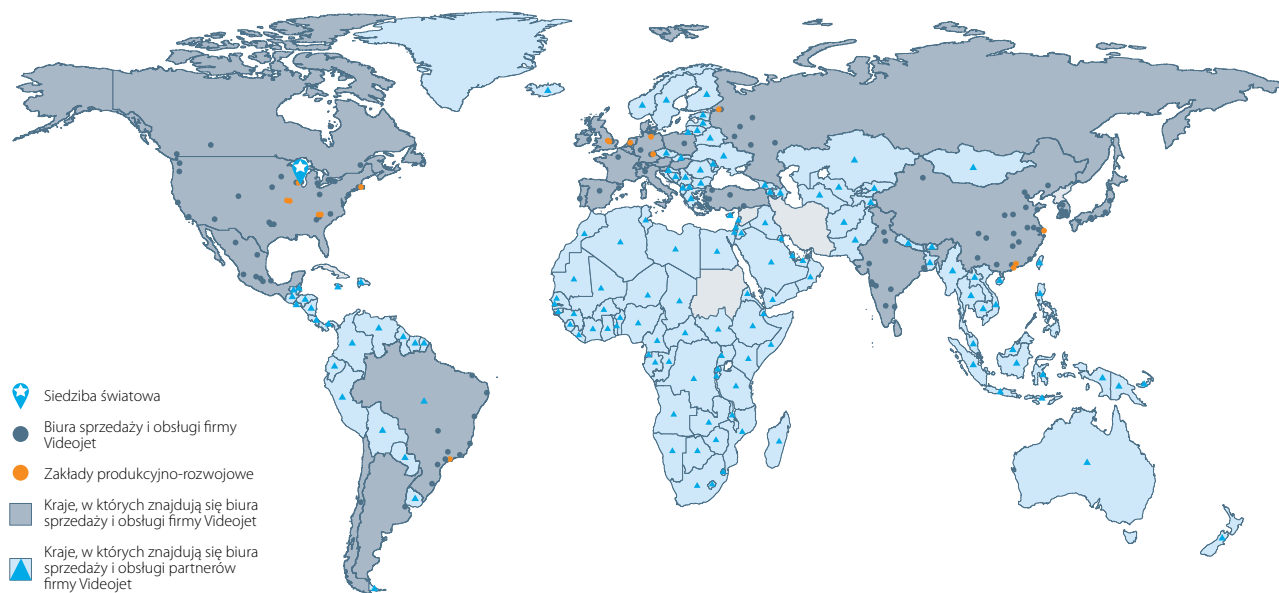 Siedziba światowa
Biura sprzedaży i obsługi firmy
Videojet
Zakłady produkcyjno-rozwojowe
Kraje, w których znajdują się biura
sprzedaży i obsługi firmy Videojet
Kraje, w których znajdują się biura
sprzedaży i obsługi partnerów
firmy Videojet